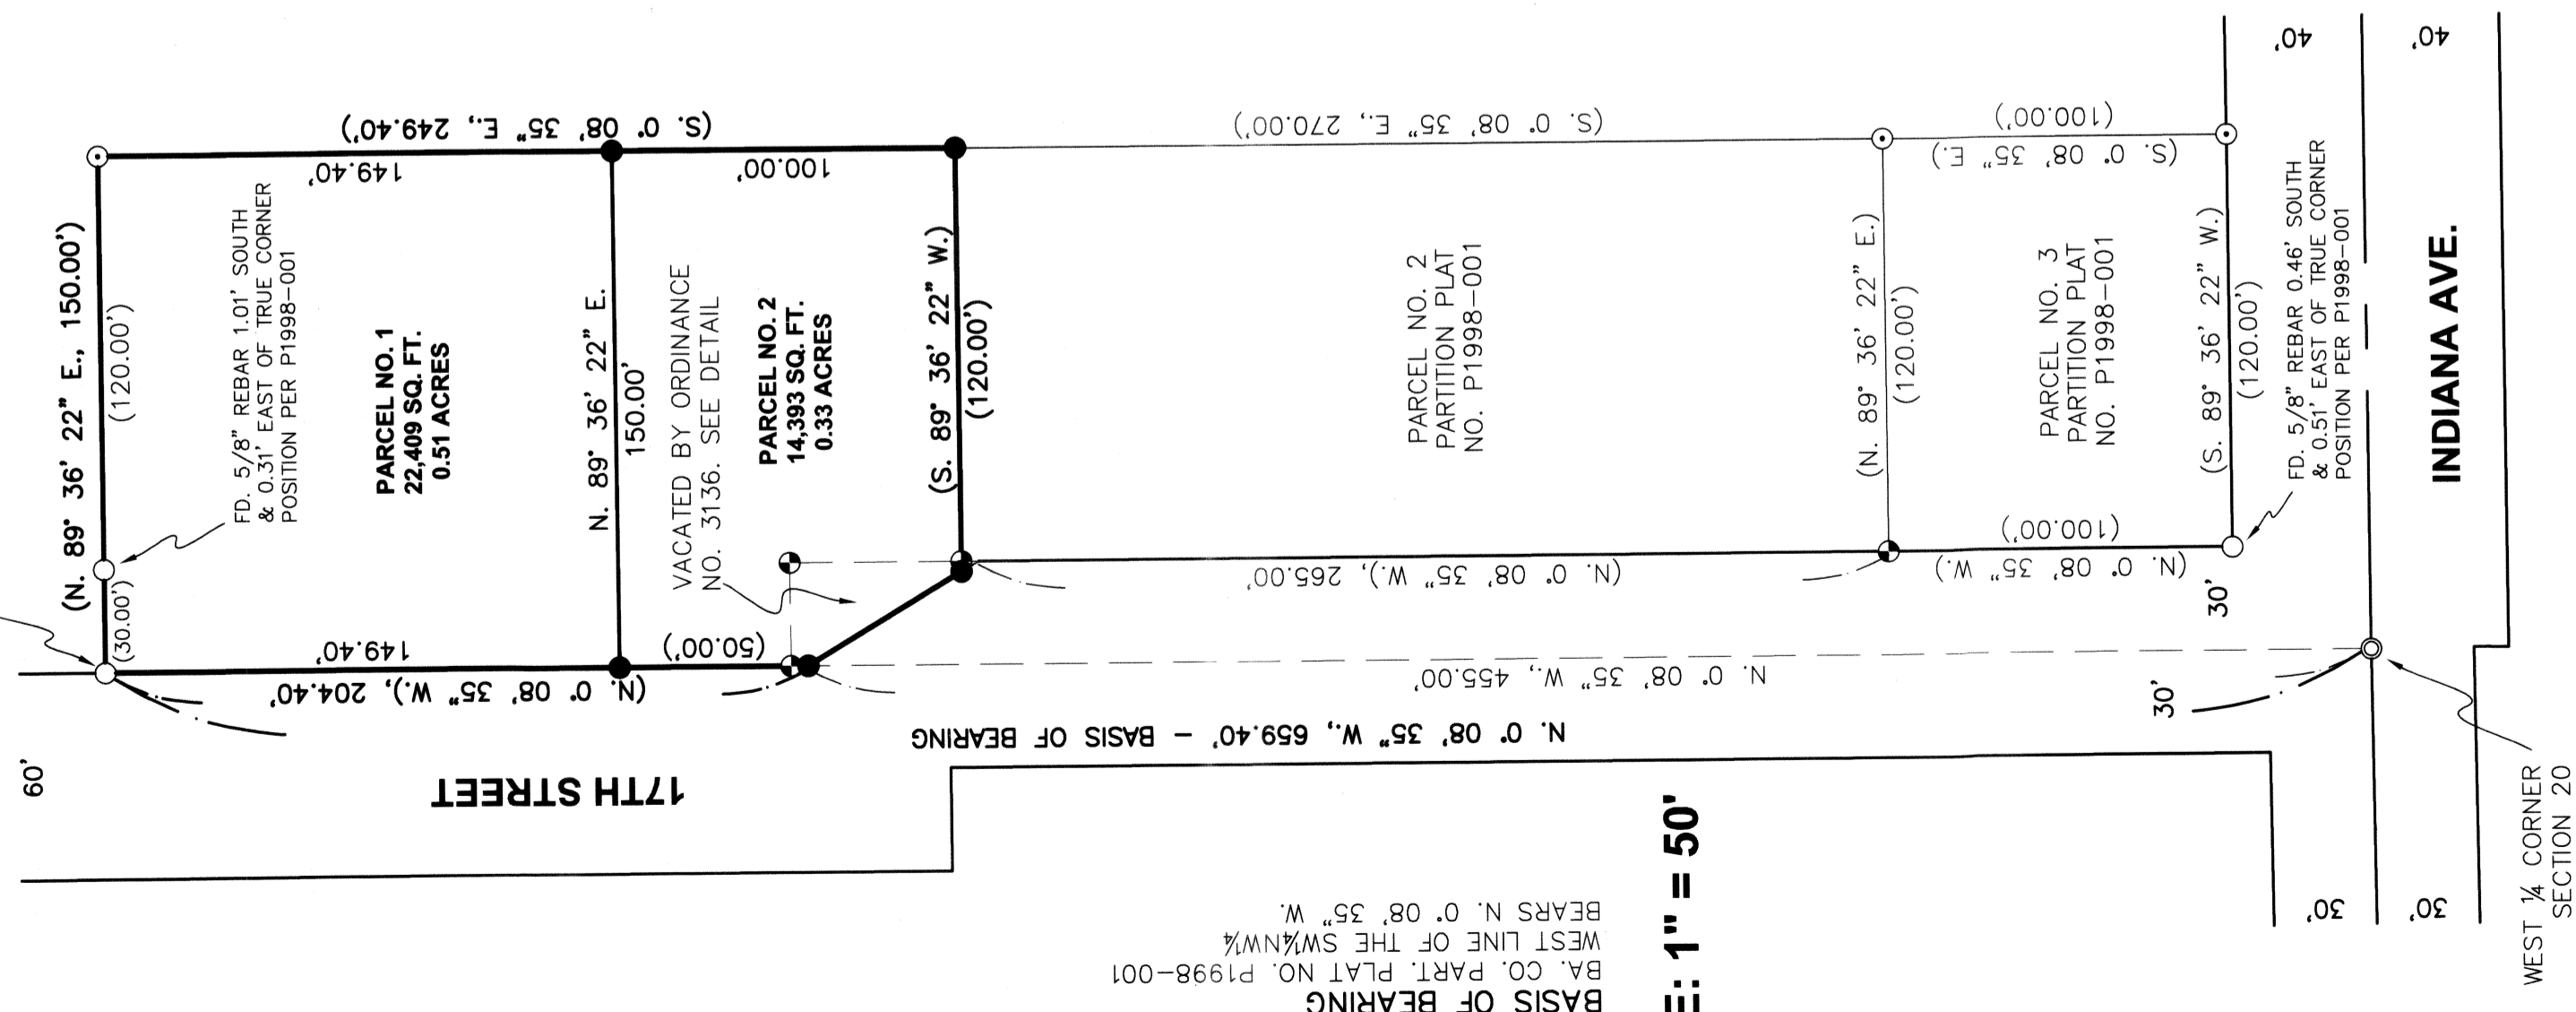 (N. 89° 36' 22" E., 150.00')
(120.00')
(30.00')
FD. 5/8" REBAR 1.01' SOUTH
& 0.31' EAST OF TRUE CORNER
POSITION PER P1998-001
(S. 0° 08' 35" E., 249.40')
149.40'
100.00'
PARCEL NO. 1
22,409 SQ. FT.
0.51 ACRES
N. 89° 36' 22" E.
150.00'
149.40'
(N. 0° 08' 35" W.), 204.40'
(50.00')
VACATED BY ORDINANCE
NO. 3136. SEE DETAIL
PARCEL NO. 2
14,393 SQ. FT.
0.33 ACRES
(S. 89° 36' 22" W.)
(120.00')
(S. 0° 08' 35" E., 270.00')
PARCEL NO. 2
PARTITION PLAT
NO. P1998-001
(N. 0° 08' 35" W.), 265.00'
(N. 89° 36' 22" E.)
(120.00')
(100.00')
(S. 0° 08' 35" E.)
PARCEL NO. 3
PARTITION PLAT
NO. P1998-001
(100.00')
(N. 0° 08' 35" W.)
(S. 89° 36' 22" W.)
(120.00')
FD. 5/8" REBAR 0.46' SOUTH
& 0.51' EAST OF TRUE CORNER
POSITION PER P1998-001
40'
40'
INDIANA AVE.
30'
30'
N. 0° 08' 35" W., 455.00'
N. 0° 08' 35" W., 659.40' - BASIS OF BEARING
60'
17TH STREET
30'
30'
WEST 1/4 CORNER
SECTION 20
E: 1" = 50'
BASIS OF BEARING
BA. CO. PART. PLAT NO. P1998-001
WEST LINE OF THE SW1/4NW1/4
BEARS N. 0° 08' 35" W.